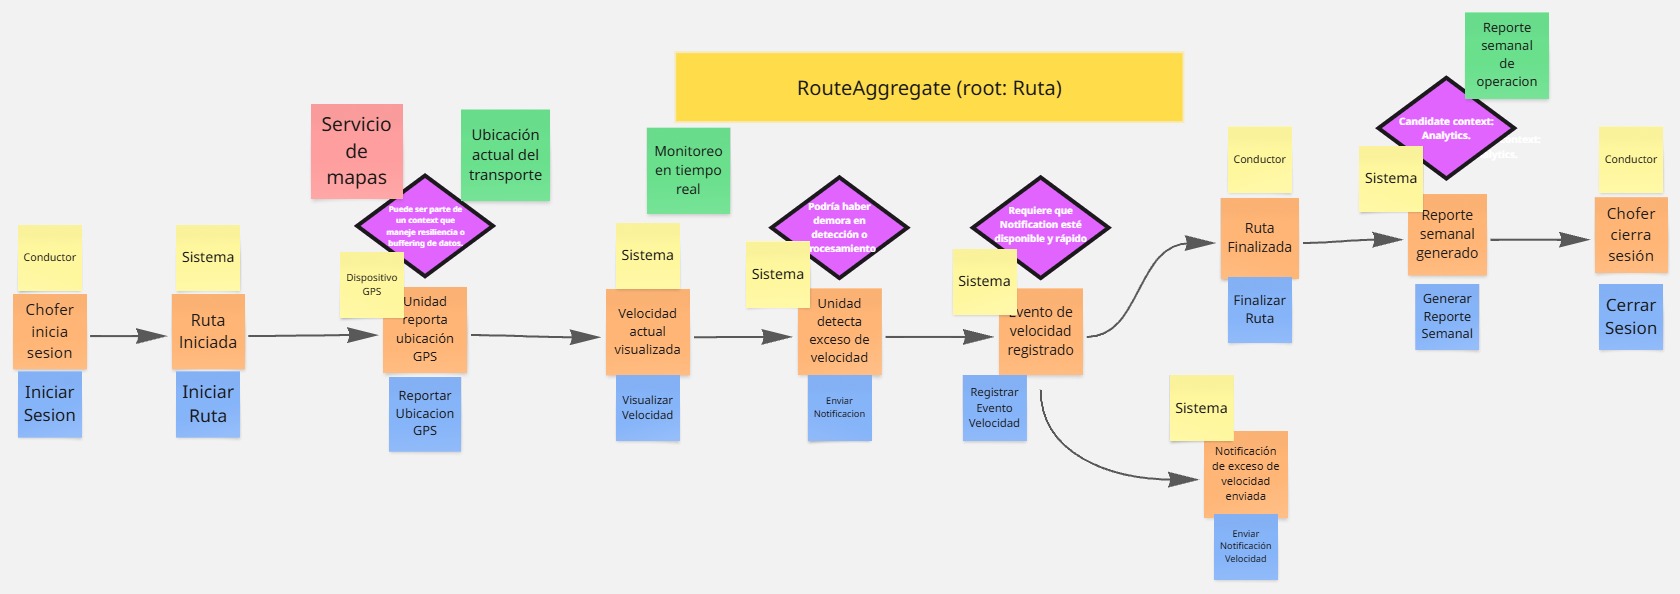 RouteAggregate (root: Ruta)
Conductor
Chofer
inicia
sesion
Iniciar
Sesion
Sistema
Ruta
Iniciada
Iniciar
Ruta
Servicio
de
mapas
Ubicación
actual del
transporte
Puede ser parte de
un context que
maneje resiliencia o
buffering de datos.
Dispositivo
GPS
Unidad
reporta
ubicación
GPS
Reportar
Ubicacion
GPS
Monitoreo
en tiempo
real
Sistema
Velocidad
actual
visualizada
Visualizar
Velocidad
Podría haber
demora en
detección o
procesamiento
Sistema
Unidad
detecta
exceso de
velocidad
Enviar
Notificacion
Requiere que
Notification esté
disponible y rápido
Sistema
Evento de
velocidad
registrado
Registrar
Evento
Velocidad
Conductor
Ruta
Finalizada
Finalizar
Ruta
Sistema
Notificación
de exceso de
velocidad
enviada
Enviar
Notificación
Velocidad
Reporte
semanal
de
operacion
Candidate context:
Analytics.
Sistema
Reporte
semanal
generado
Generar
Reporte
Semanal
Conductor
Chofer
cierra
sesión
Cerrar
Sesion